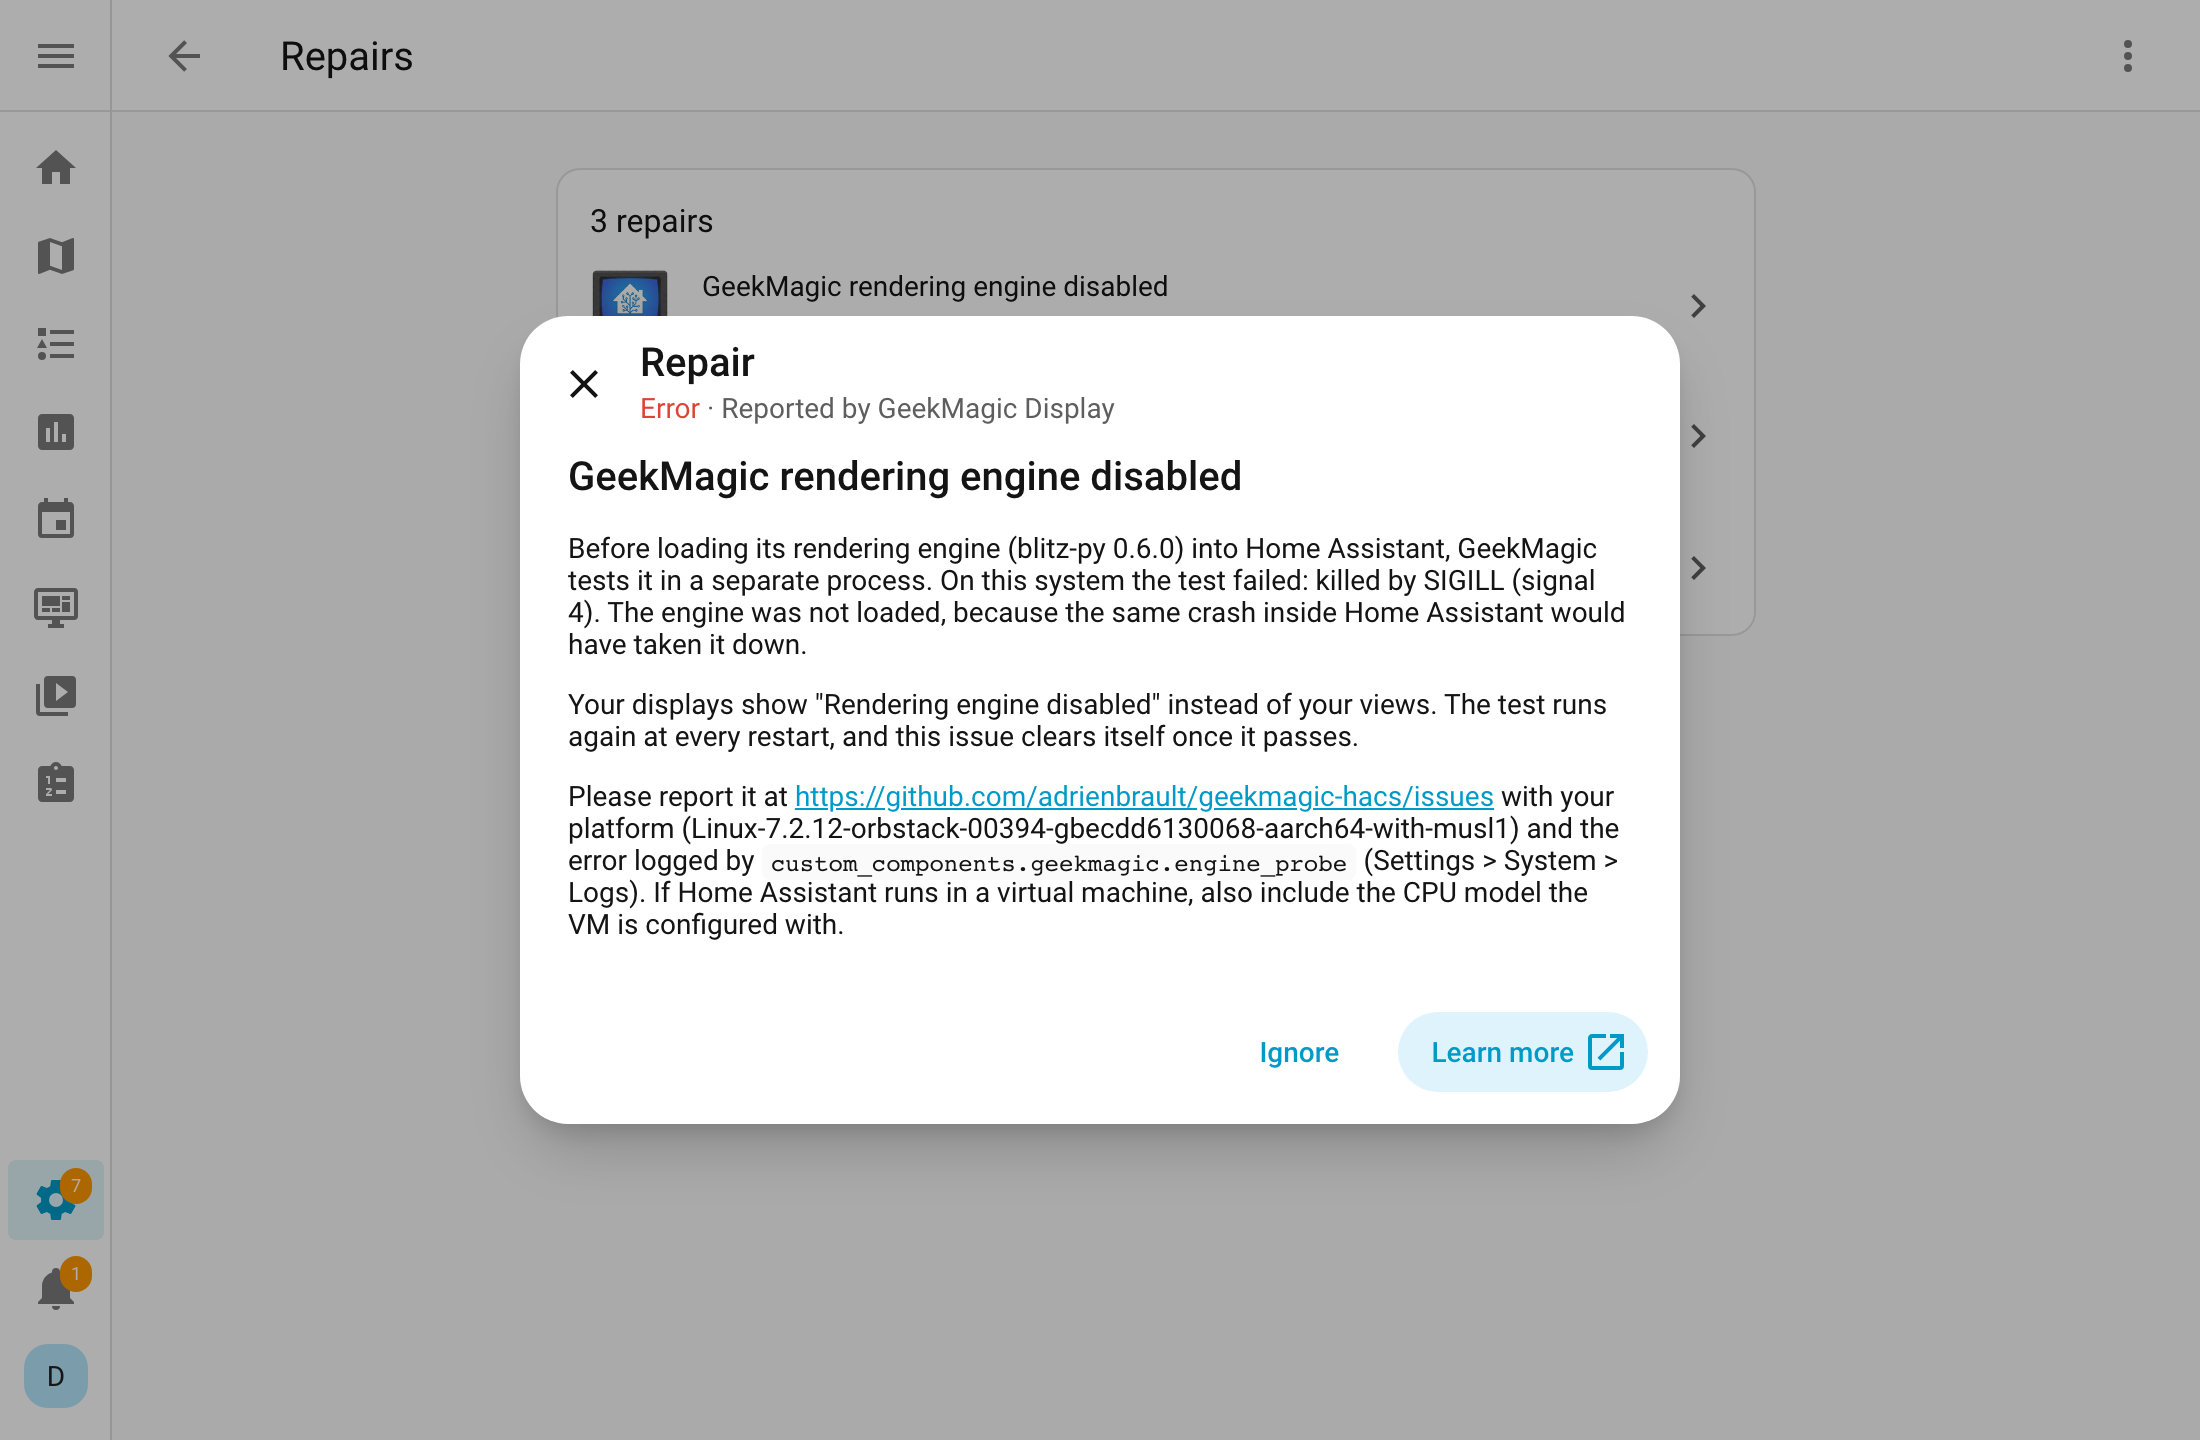 Repairs
3 repairs
GeekMagic rendering engine disabled
Repair
Error · Reported by GeekMagic Display
GeekMagic rendering engine disabled
Before loading its rendering engine (blitz-py 0.6.0) into Home Assistant, GeekMagic
tests it in a separate process. On this system the test failed: killed by SIGILL (signal
4). The engine was not loaded, because the same crash inside Home Assistant would
have taken it down.
Your displays show "Rendering engine disabled" instead of your views. The test runs
again at every restart, and this issue clears itself once it passes.
Please report it at https://github.com/adrienbrault/geekmagic-hacs/issues with your
platform (Linux-7.2.12-orbstack-00394-gbecdd6130068-aarch64-with-musl1) and the
error logged by custom_components.geekmagic.engine_probe (Settings > System >
Logs). If Home Assistant runs in a virtual machine, also include the CPU model the
VM is configured with.
Ignore
Learn more
7
1
D